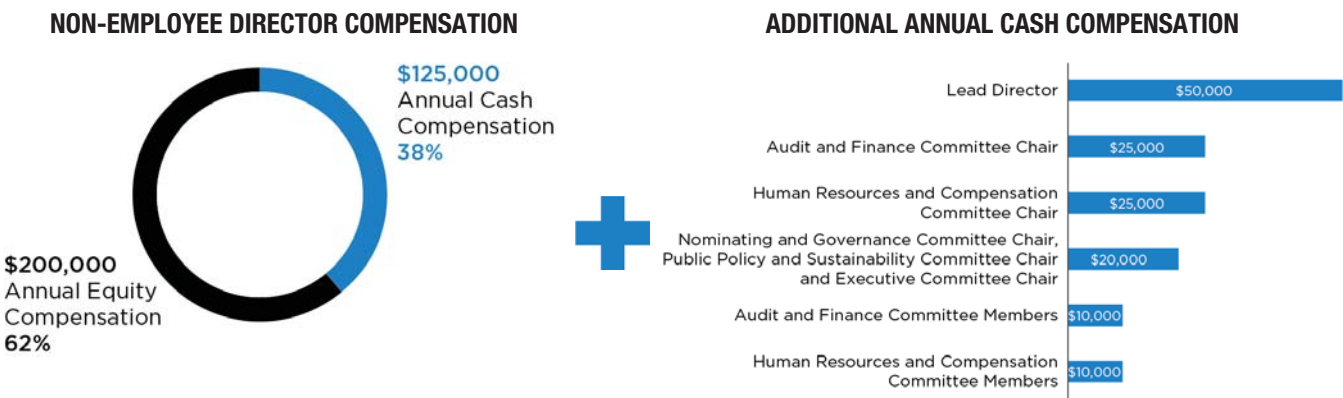 NON-EMPLOYEE DIRECTOR COMPENSATION
$125,000
Annual Cash
Compensation
38%
$200,000
Annual Equity
Compensation
62%
ADDITIONAL ANNUAL CASH COMPENSATION
Lead Director
$50,000
Audit and Finance Committee Chair
$25,000
Human Resources and Compensation
Committee Chair
$25,000
Nominating and Governance Committee Chair,
Public Policy and Sustainability Committee Chair
and Executive Committee Chair
$20,000
Audit and Finance Committee Members
$10,000
Human Resources and Compensation
Committee Members
$10,000